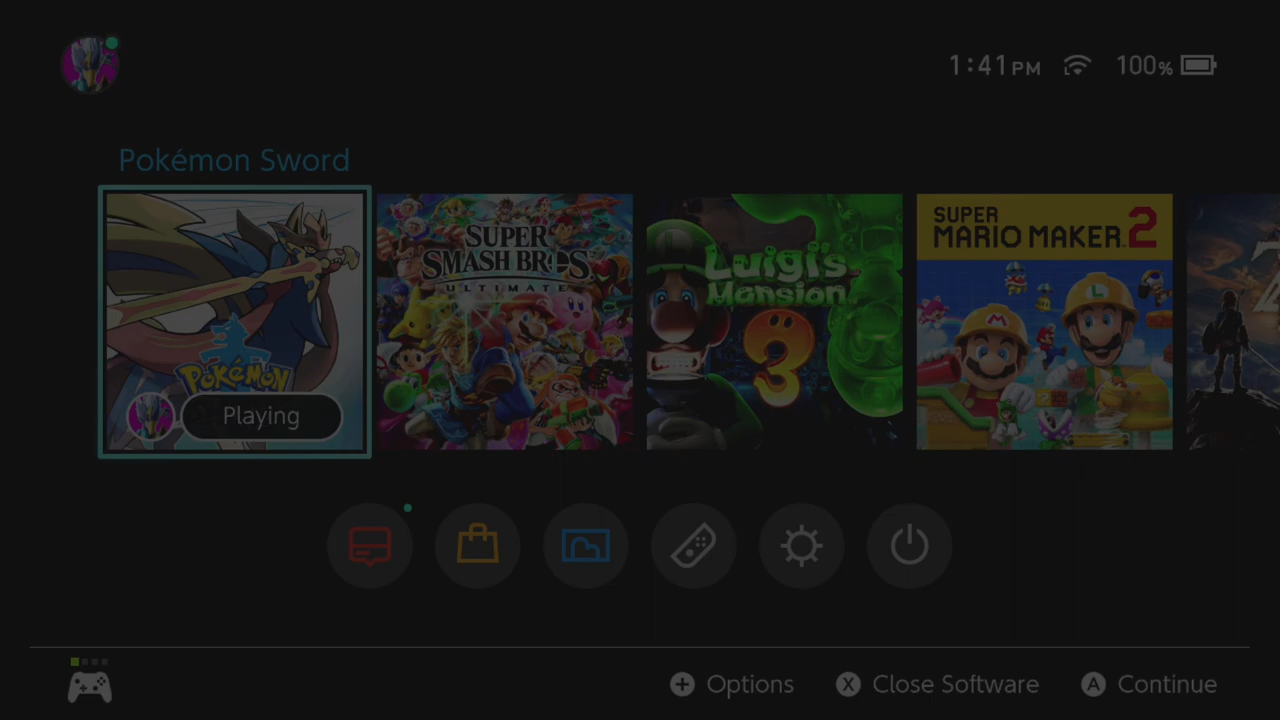 1:41 PM 100%
Pokémon Sword
SUPER
SMASH BROS.
ULTIMATE
Luigi's
Mansion
3
SUPER
MARIO MAKER 2
POKéMON
Playing
+ Options X Close Software A Continue